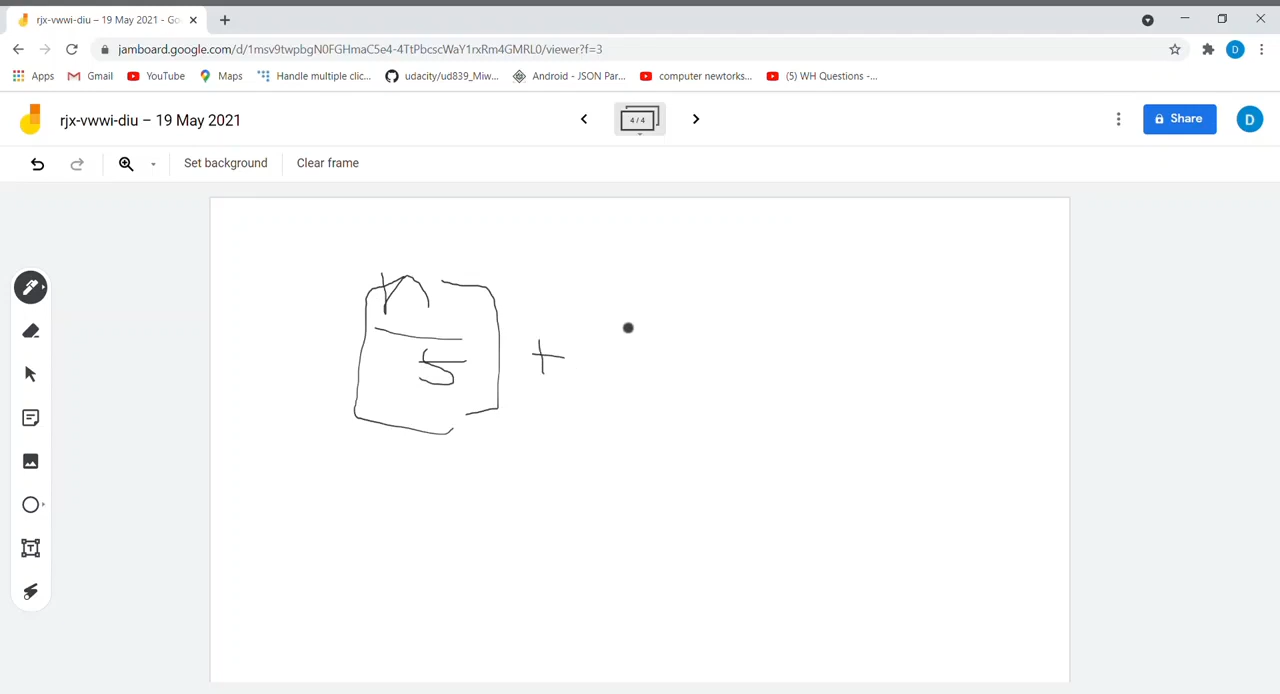 rjx-vwwi-diu – 19 May 2021 - Go
jamboard.google.com/d/1msv9twpbgN0FGHmaC5e4-4TtPbcscWaY1rxRm4GMRL0/viewer?f=3
D
Apps Gmail YouTube Maps Handle multiple clic... udacity/ud839_Miw... Android - JSON Par... computer newtorks... (5) WH Questions -...
rjx-vwwi-diu – 19 May 2021 4 / 4 Share D
Set background Clear frame
n
5 +
T